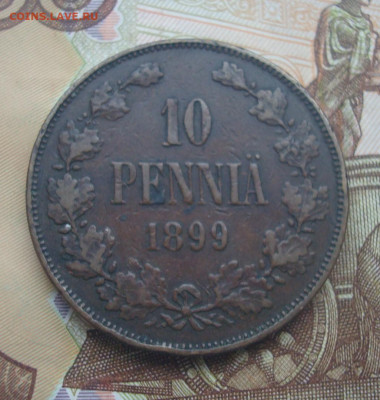 COINS.LAVE.RU
10
PENNIÄ
1899